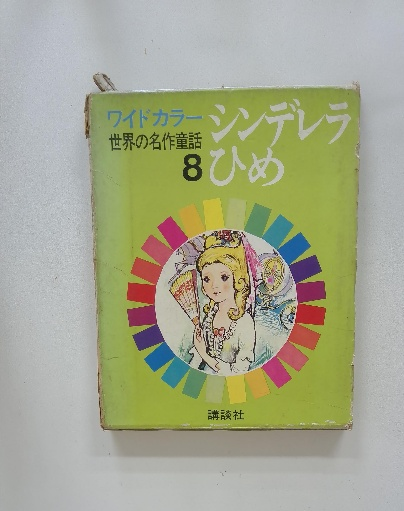 ワイドカラー
世界の名作童話
8
シンデレラ
ひめ
講談社